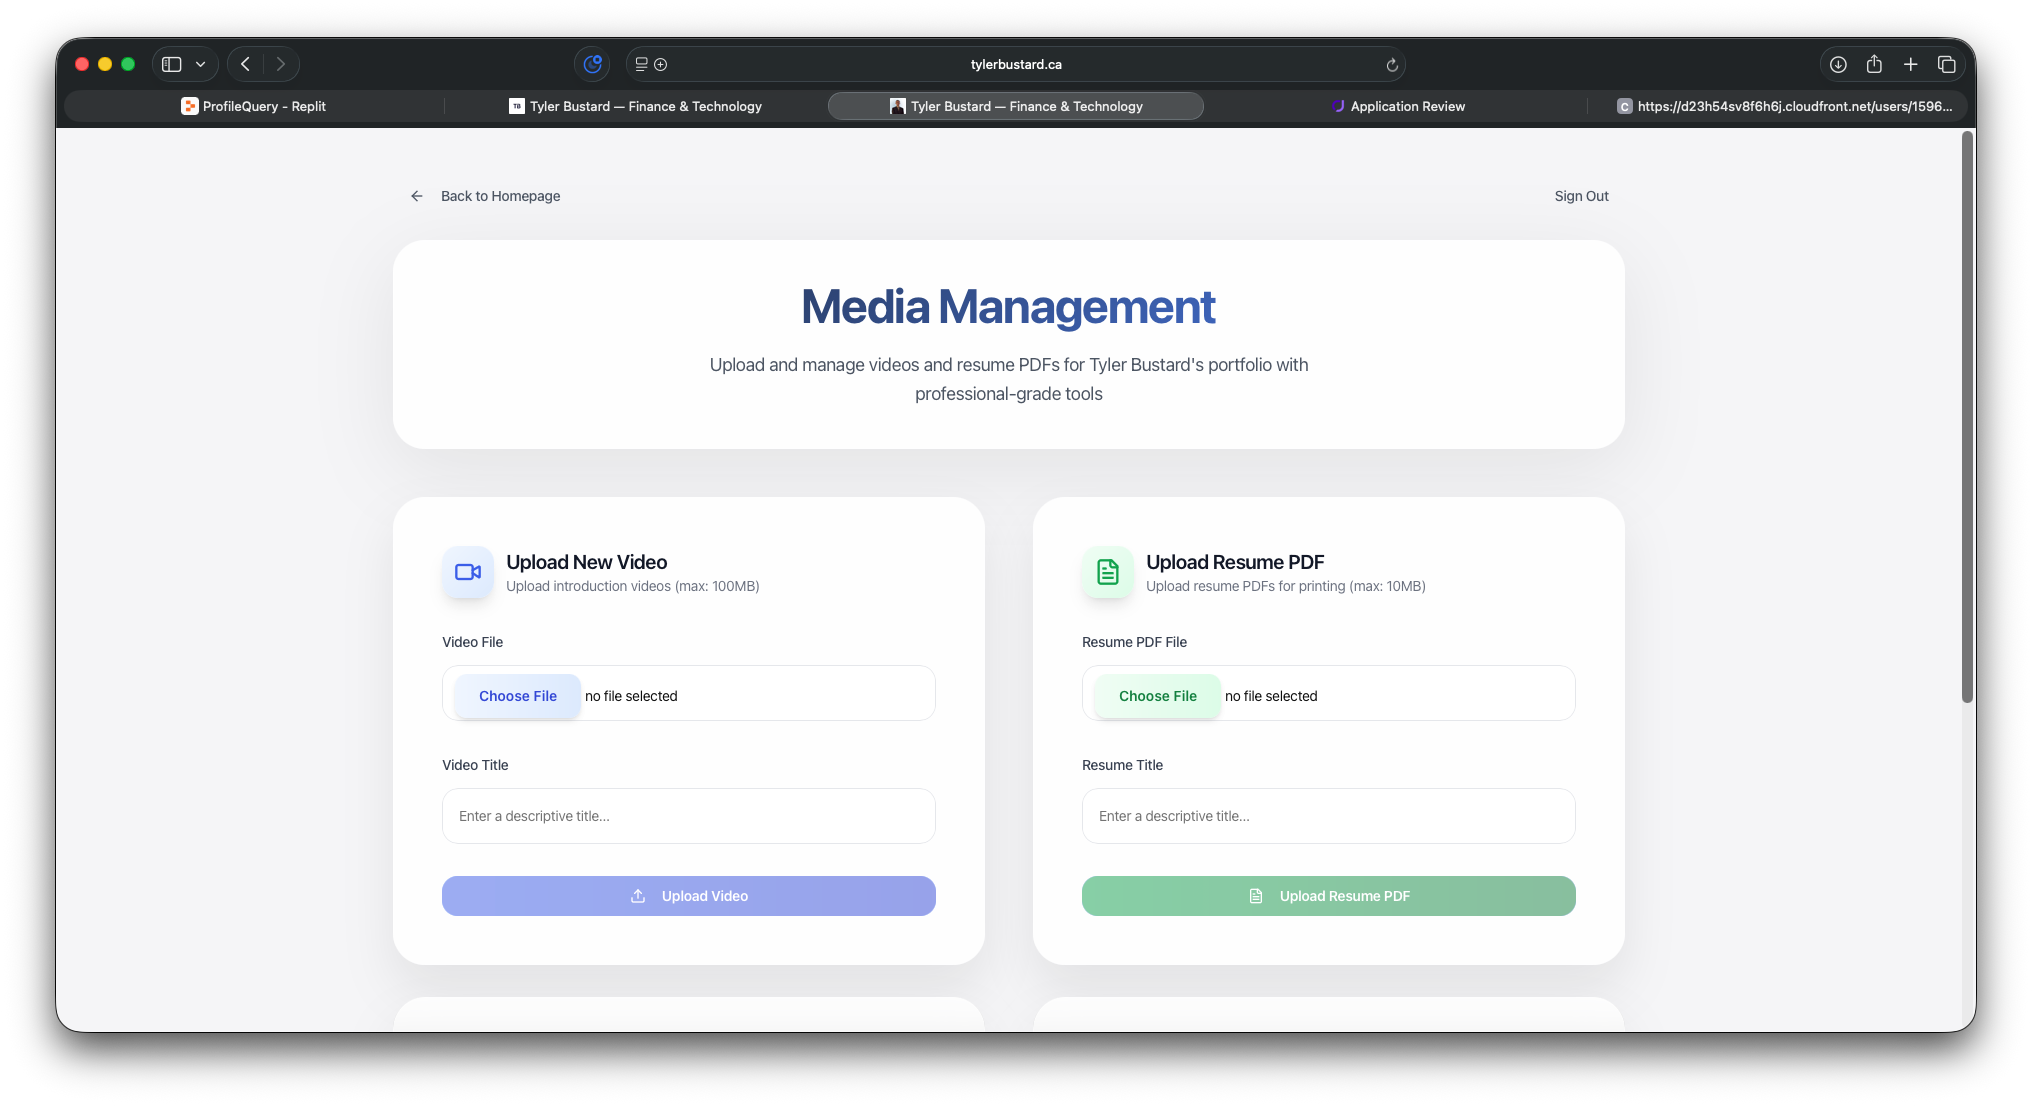 tylerbustard.ca
ProfileQuery - Replit
TB
Tyler Bustard — Finance & Technology
Tyler Bustard — Finance & Technology
Application Review
C
https://d23h54sv8f6h6j.cloudfront.net/users/1596...
Back to Homepage
Sign Out
Media Management
Upload and manage videos and resume PDFs for Tyler Bustard's portfolio with
professional-grade tools
Upload New Video
Upload introduction videos (max: 100MB)
Video File
Choose File no file selected
Video Title
Enter a descriptive title...
Upload Video
Upload Resume PDF
Upload resume PDFs for printing (max: 10MB)
Resume PDF File
Choose File no file selected
Resume Title
Enter a descriptive title...
Upload Resume PDF